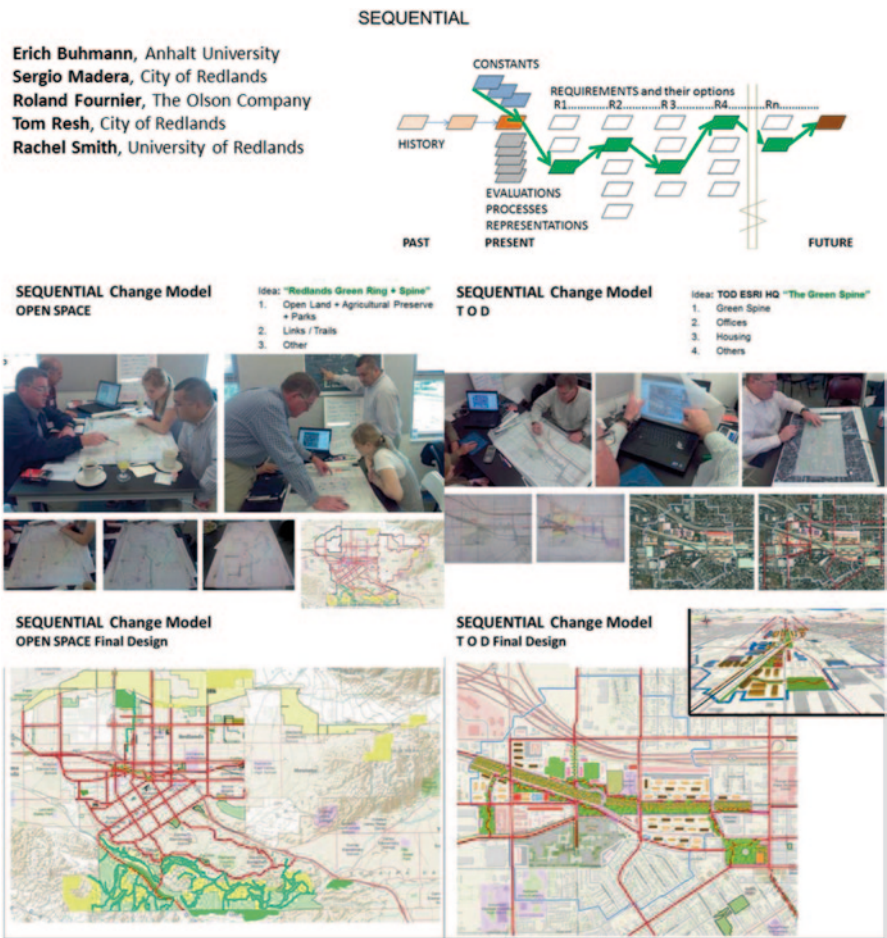 SEQUENTIAL
Erich Buhmann, Anhalt University
Sergio Madera, City of Redlands
Roland Fournier, The Olson Company
Tom Resh, City of Redlands
Rachel Smith, University of Redlands
CONSTANTS
REQUIREMENTS and their options
R1............R2............R3............R4............Rn............
HISTORY
EVALUATIONS
PROCESSES
REPRESENTATIONS
PAST
PRESENT
FUTURE
SEQUENTIAL Change Model
OPEN SPACE
Idea: "Redlands Green Ring + Spine"
1. Open Land + Agricultural Preserve
+ Parks
2. Links / Trails
3. Other
SEQUENTIAL Change Model
T O D
Idea: TOD ESRI HQ "The Green Spine"
1. Green Spine
2. Offices
3. Housing
4. Others
SEQUENTIAL Change Model
OPEN SPACE Final Design
SEQUENTIAL Change Model
T O D Final Design
Redlands